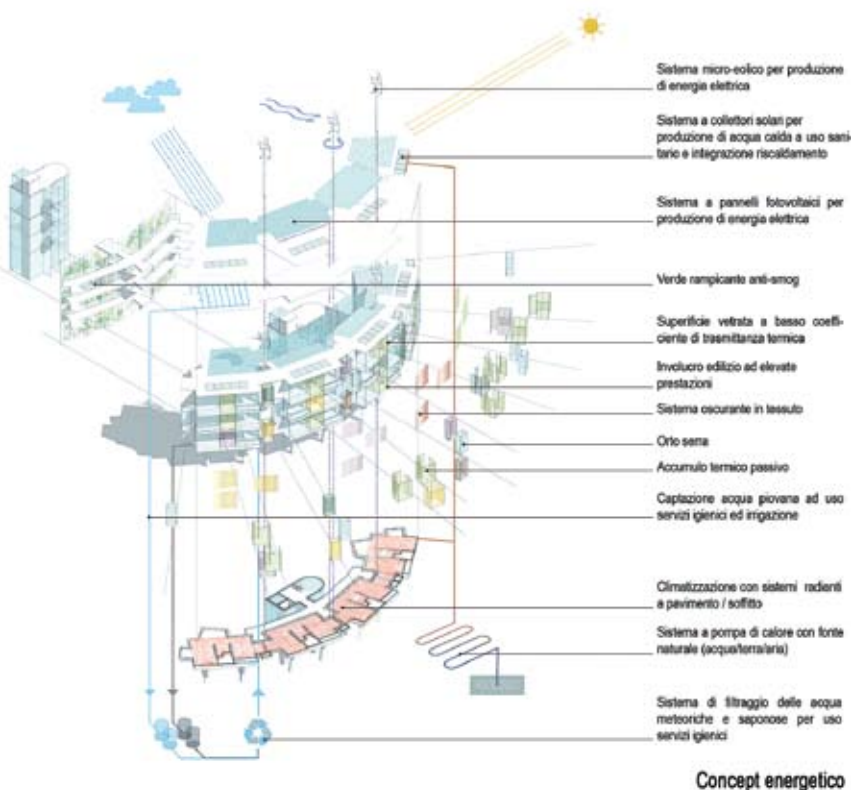 Sistema micro-eolico per produzione
di energia elettrica
Sistema a collettori solari per
produzione di acqua calda a uso sani-
tario e integrazione riscaldamento
Sistema a pannelli fotovoltaici per
produzione di energia elettrica
Verde rampicante anti-smog
Superficie vetrata a basso coeffi-
ciente di trasmittanza termica
Involucro edilizio ad elevate
prestazioni
Sistema oscurante in tessuto
Orto serra
Accumulo termico passivo
Captazione acqua piovana ad uso
servizi igienici ed irrigazione
Climatizzazione con sistemi radianti
a pavimento / soffitto
Sistema a pompa di calore con fonte
naturale (acqua/terra/aria)
Sistema di filtraggio delle acqua
meteoriche e saponose per uso
servizi igienici
Concept energetico